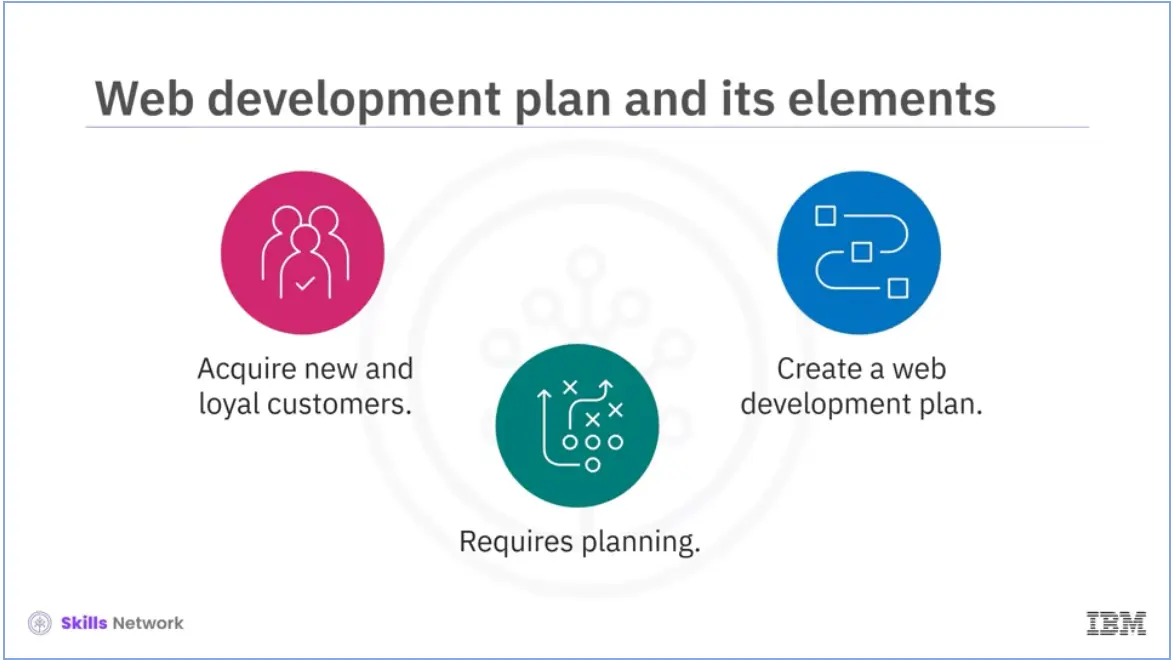 Web development plan and its elements
Acquire new and
loyal customers.
Requires planning.
Create a web
development plan.
Skills Network
IBM